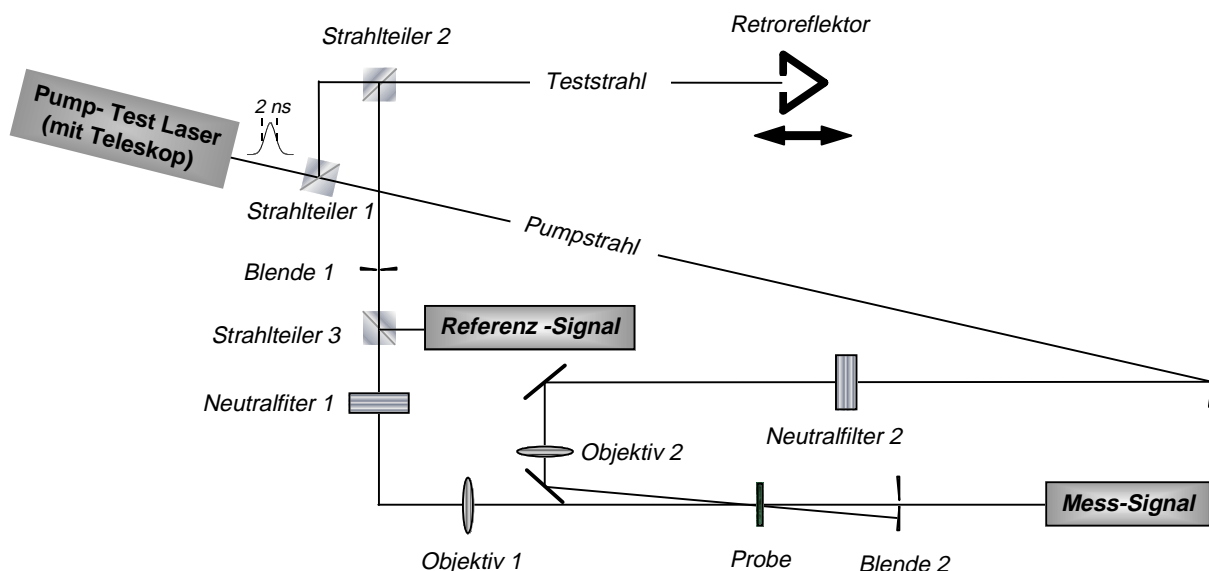 Strahlteiler 2
Retroreflektor
Teststrahl
Pump- Test Laser
(mit Teleskop)
2 ns
Strahlteiler 1
Pumpstrahl
Blende 1
Strahlteiler 3
Referenz -Signal
Neutralfiter 1
Neutralfilter 2
Objektiv 2
Mess-Signal
Objektiv 1
Probe
Blende 2